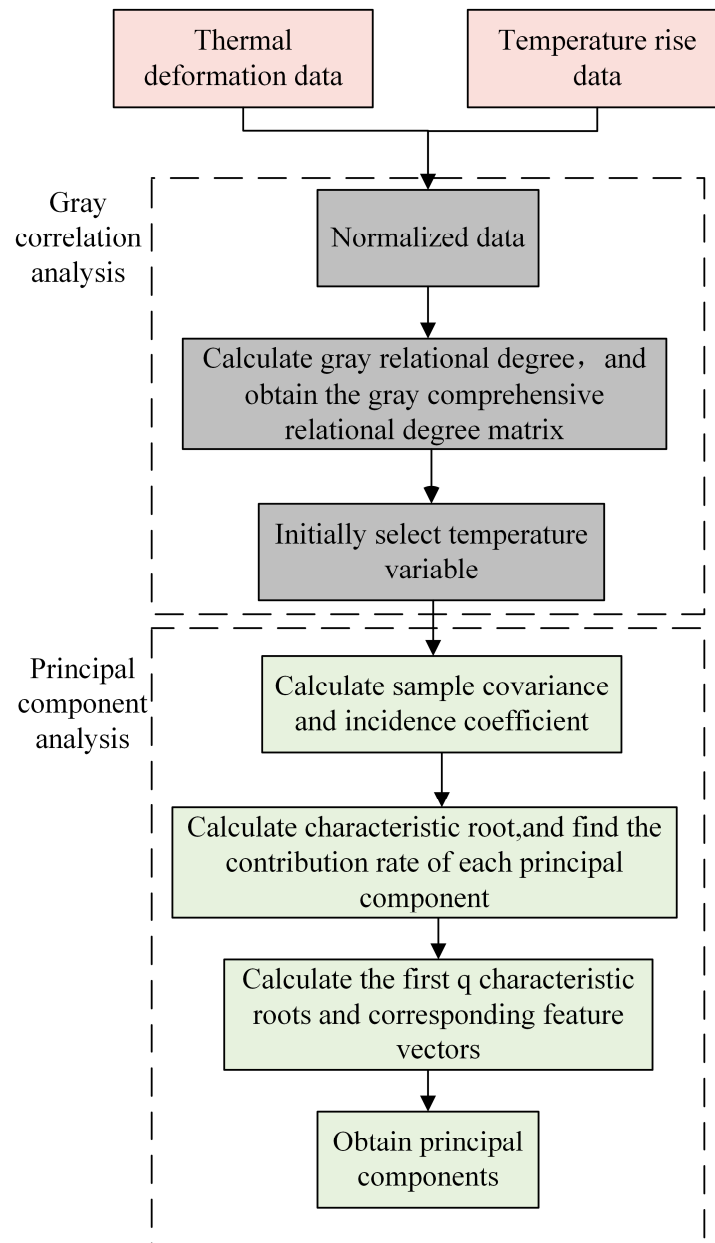 Thermal
deformation data
Temperature rise
data
Gray
correlation
analysis
Normalized data
Calculate gray relational degree，and
obtain the gray comprehensive
relational degree matrix
Initially select temperature
variable
Principal
component
analysis
Calculate sample covariance
and incidence coefficient
Calculate characteristic root,and find the
contribution rate of each principal
component
Calculate the first q characteristic
roots and corresponding feature
vectors
Obtain principal
components